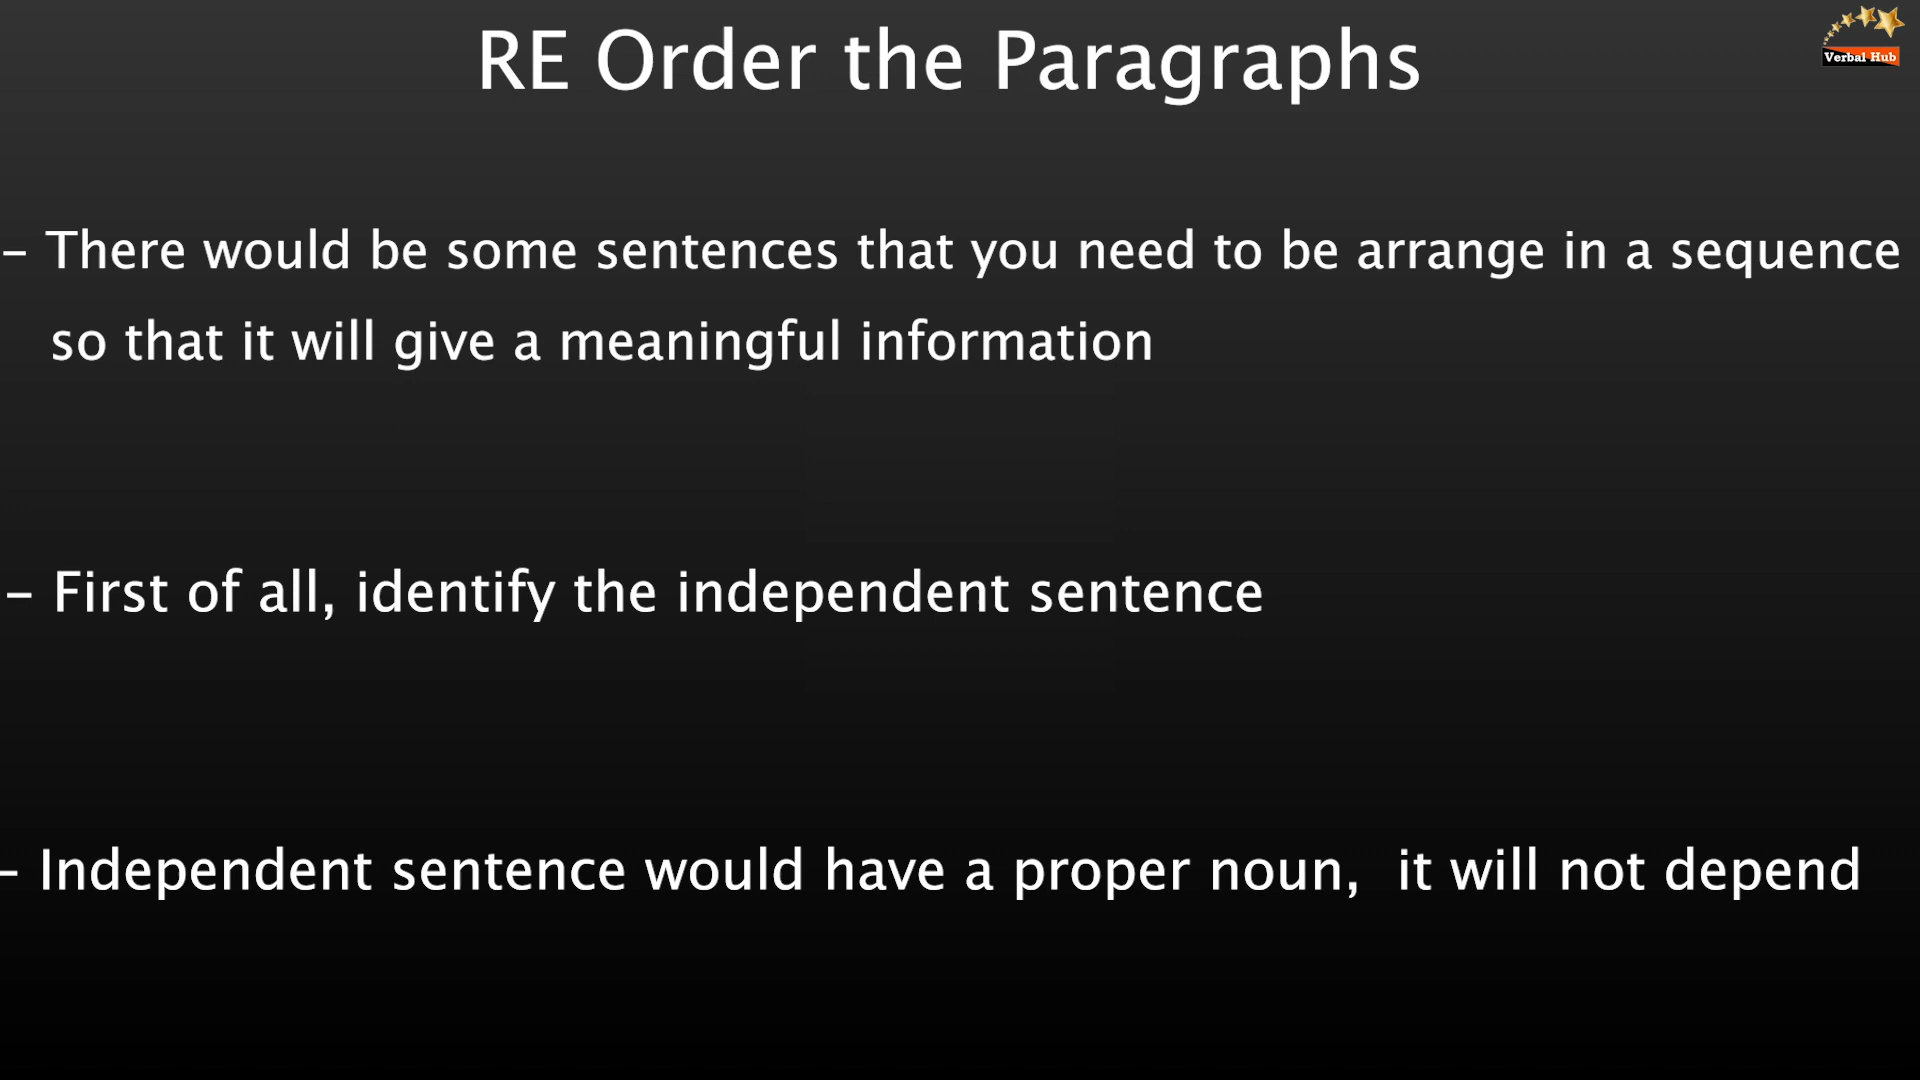 RE Order the Paragraphs
Verbal Hub
- There would be some sentences that you need to be arrange in a sequence
so that it will give a meaningful information
- First of all, identify the independent sentence
- Independent sentence would have a proper noun, it will not depend